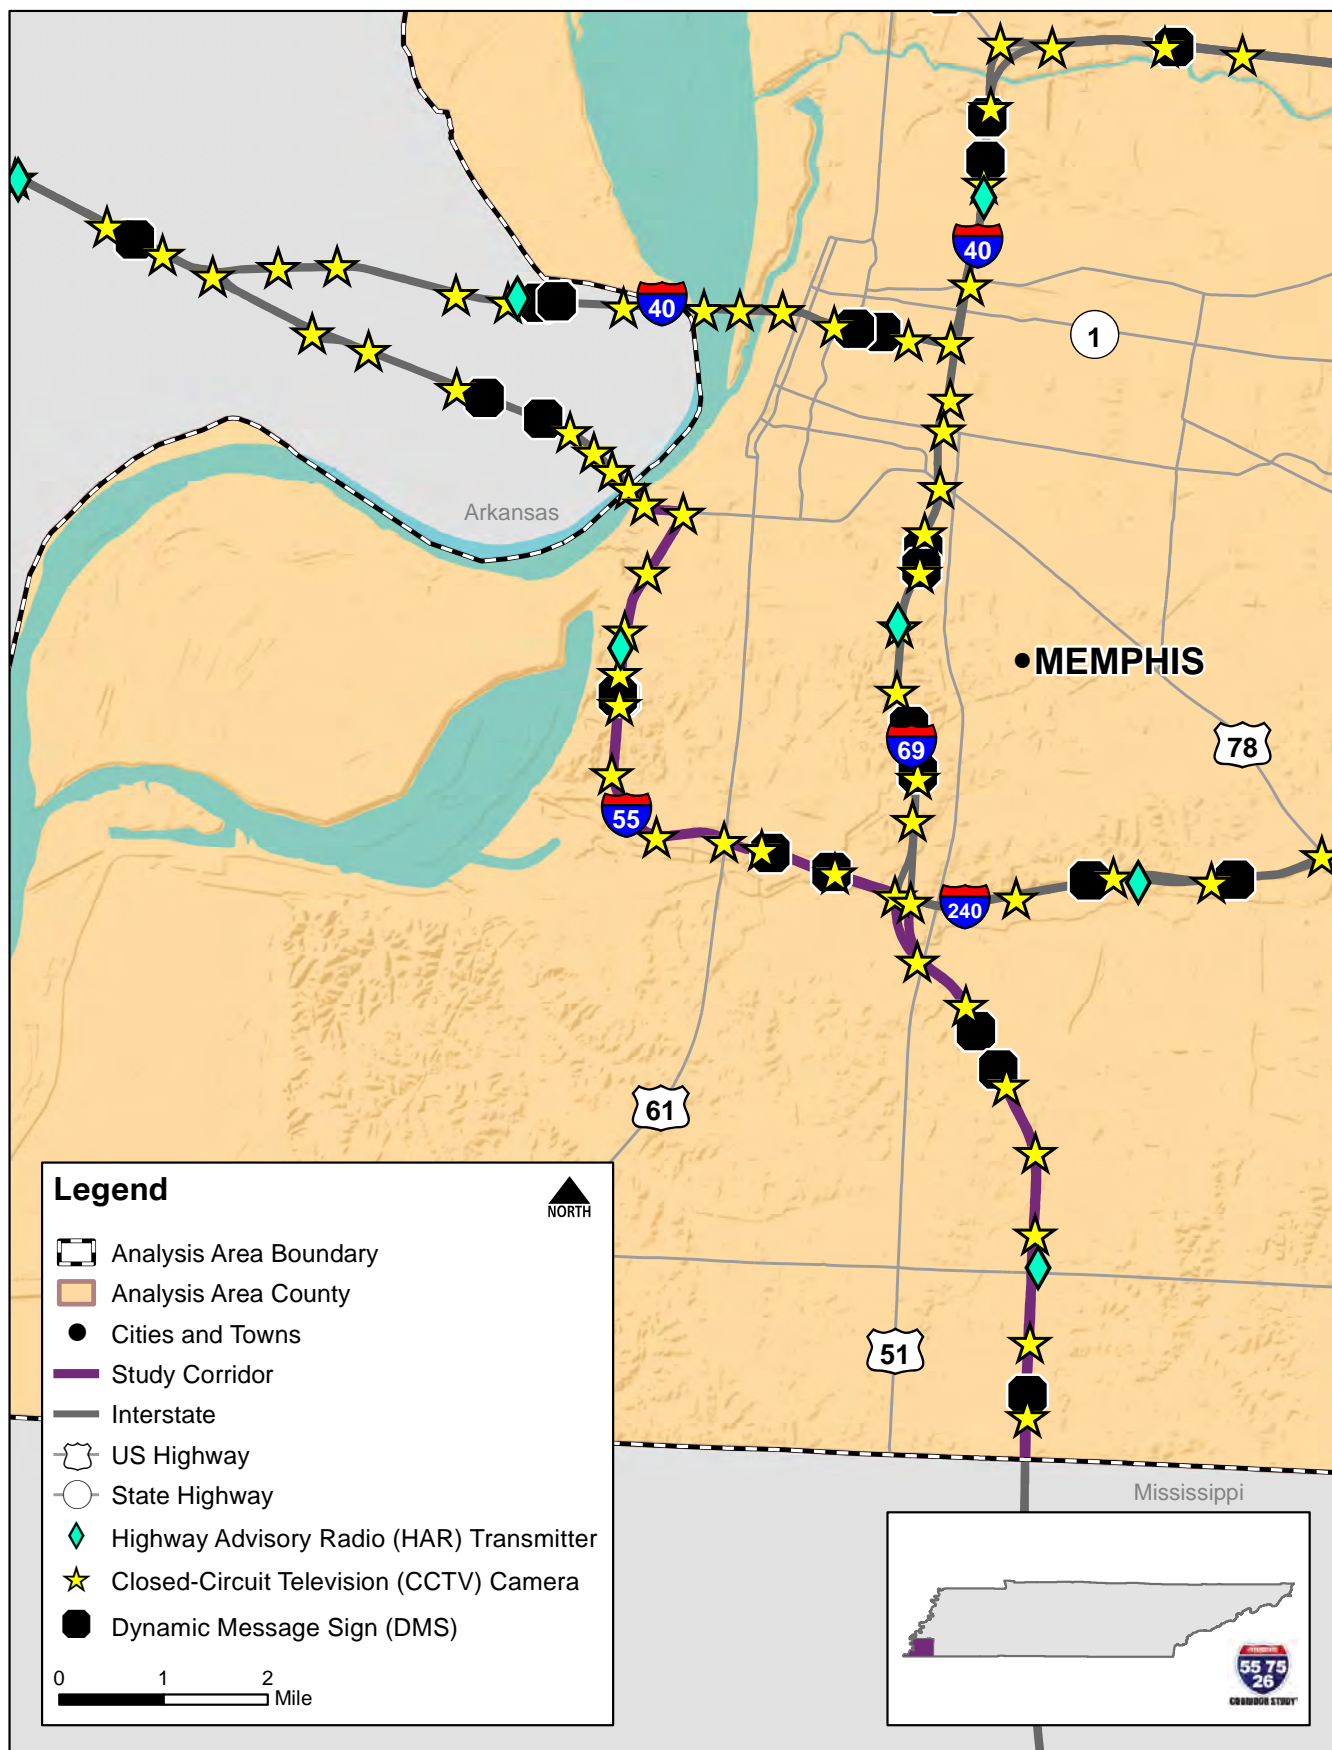 40
40
1
Arkansas
MEMPHIS
69
78
55
240
61
51
Legend
NORTH
Analysis Area Boundary
Analysis Area County
Cities and Towns
Study Corridor
Interstate
US Highway
State Highway
Highway Advisory Radio (HAR) Transmitter
Closed-Circuit Television (CCTV) Camera
Dynamic Message Sign (DMS)
0 1 2
Mile
Mississippi
55 75
26
CORRIDOR STUDY